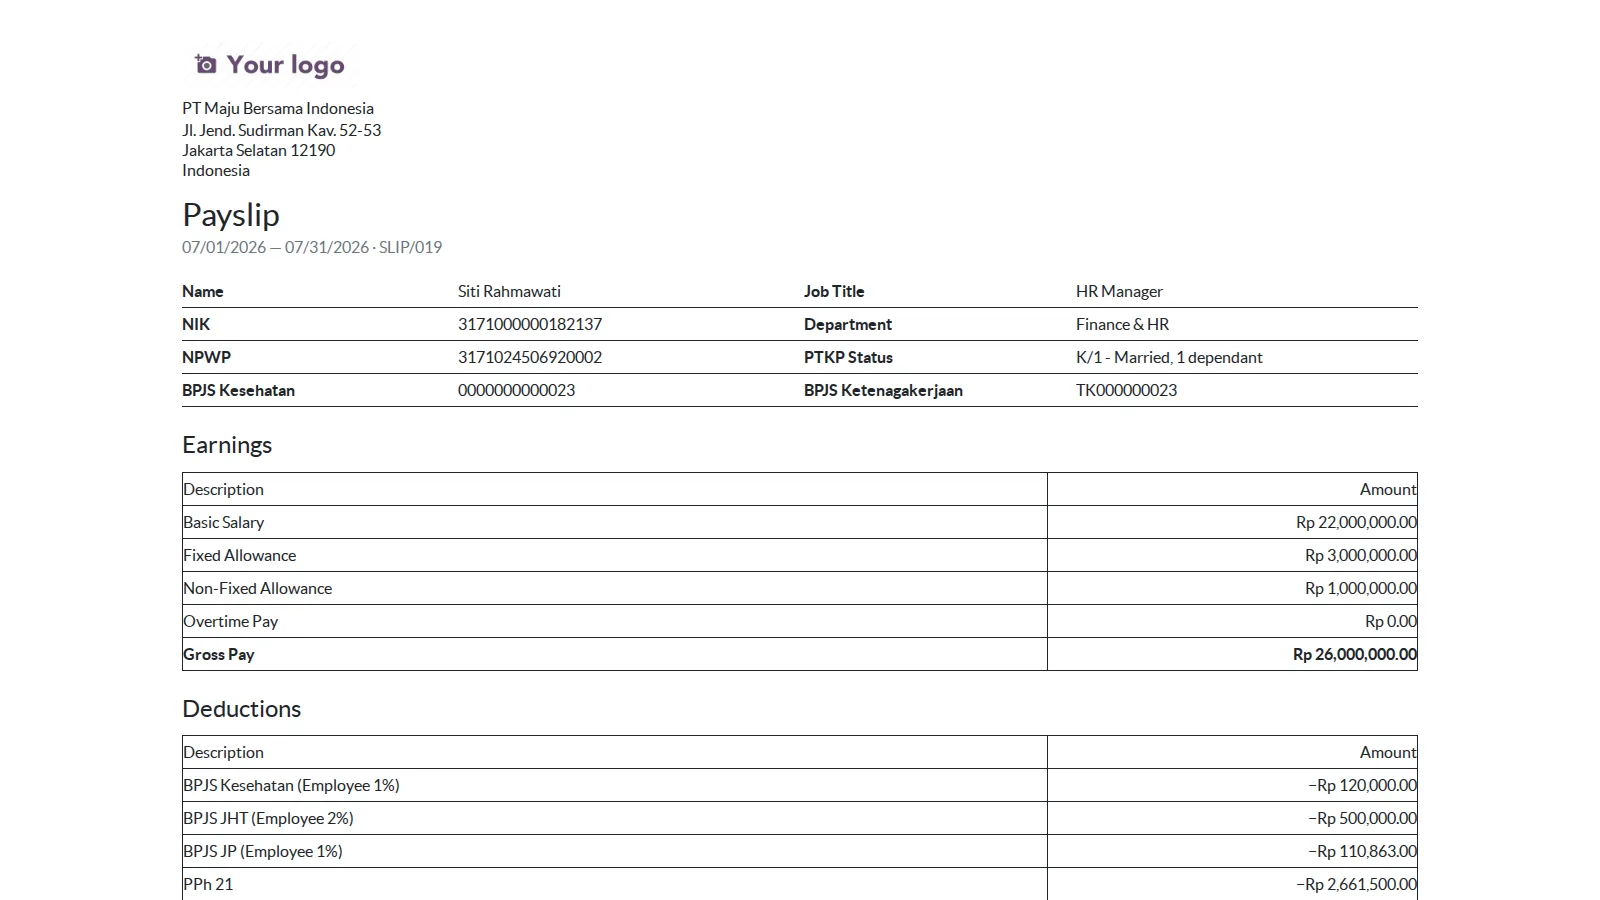 Your logo
PT Maju Bersama Indonesia
Jl. Jend. Sudirman Kav. 52-53
Jakarta Selatan 12190
Indonesia
Payslip
07/01/2026 — 07/31/2026 · SLIP/019
Name Siti Rahmawati Job Title HR Manager
NIK 3171000000182137 Department Finance & HR
NPWP 3171024506920002 PTKP Status K/1 - Married, 1 dependant
BPJS Kesehatan 0000000000023 BPJS Ketenagakerjaan TK000000023
Earnings
Description Amount
Basic Salary Rp 22,000,000.00
Fixed Allowance Rp 3,000,000.00
Non-Fixed Allowance Rp 1,000,000.00
Overtime Pay Rp 0.00
Gross Pay Rp 26,000,000.00
Deductions
Description Amount
BPJS Kesehatan (Employee 1%) −Rp 120,000.00
BPJS JHT (Employee 2%) −Rp 500,000.00
BPJS JP (Employee 1%) −Rp 110,863.00
PPh 21 −Rp 2,661,500.00